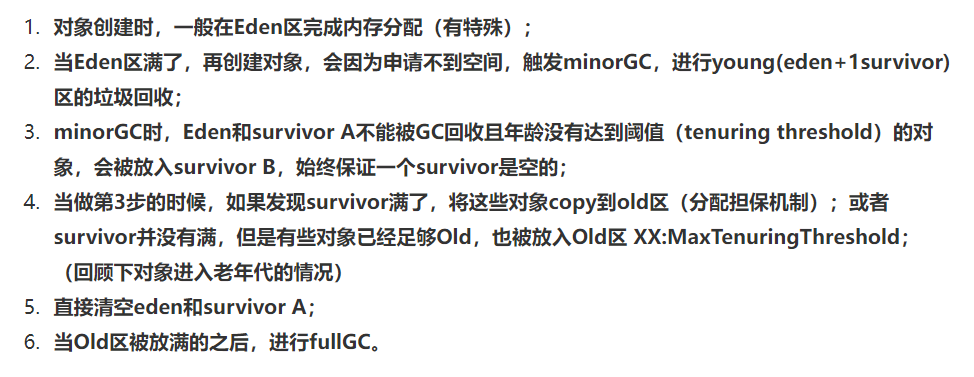 1. 对象创建时，一般在Eden区完成内存分配（有特殊）；
2. 当Eden区满了，再创建对象，会因为申请不到空间，触发minorGC，进行young(eden+1survivor)
区的垃圾回收；
3. minorGC时，Eden和survivor A不能被GC回收且年龄没有达到阈值（tenuring threshold）的对
象，会被放入survivor B，始终保证一个survivor是空的；
4. 当做第3步的时候，如果发现survivor满了，将这些对象copy到old区（分配担保机制）；或者
survivor并没有满，但是有些对象已经足够Old，也被放入Old区 XX:MaxTenuringThreshold；
（回顾下对象进入老年代的情况）
5. 直接清空eden和survivor A；
6. 当Old区被放满的之后，进行fullGC。